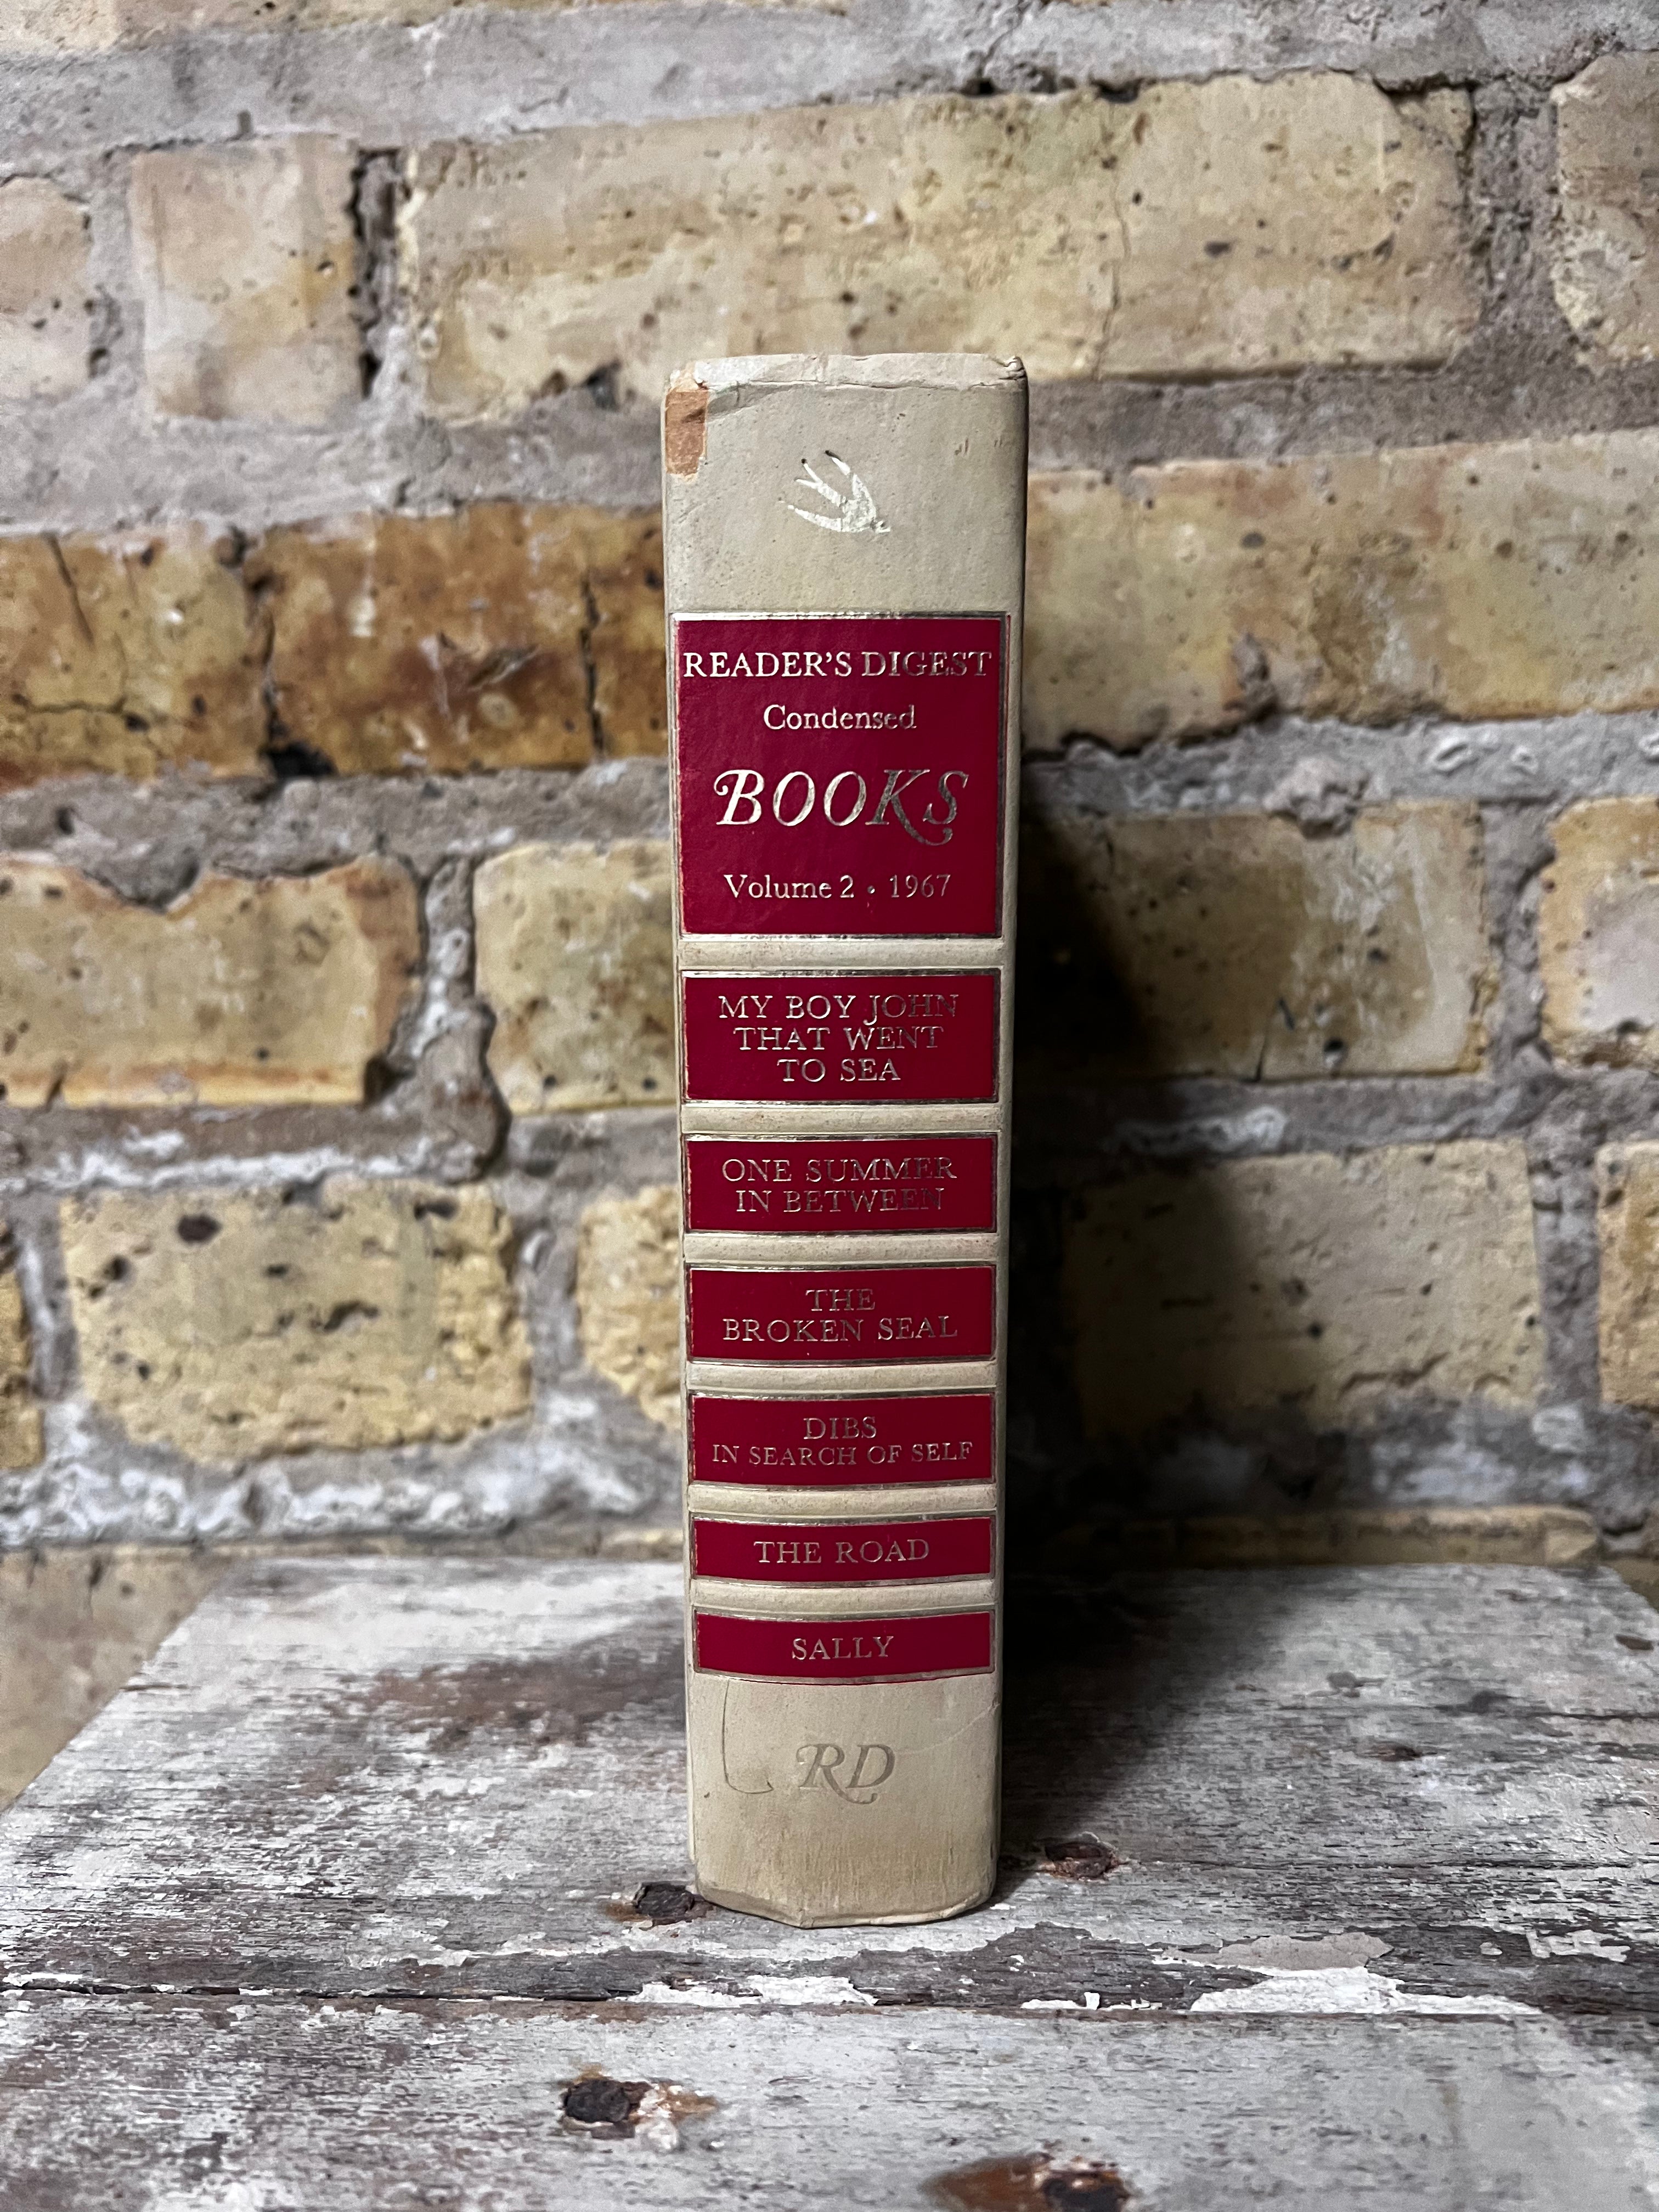 READER'S DIGEST
Condensed
BOOKS
Volume 2 • 1967
MY BOY JOHN
THAT WENT
TO SEA
ONE SUMMER
IN BETWEEN
THE
BROKEN SEAL
DIBS
IN SEARCH OF SELF
THE ROAD
SALLY
RD